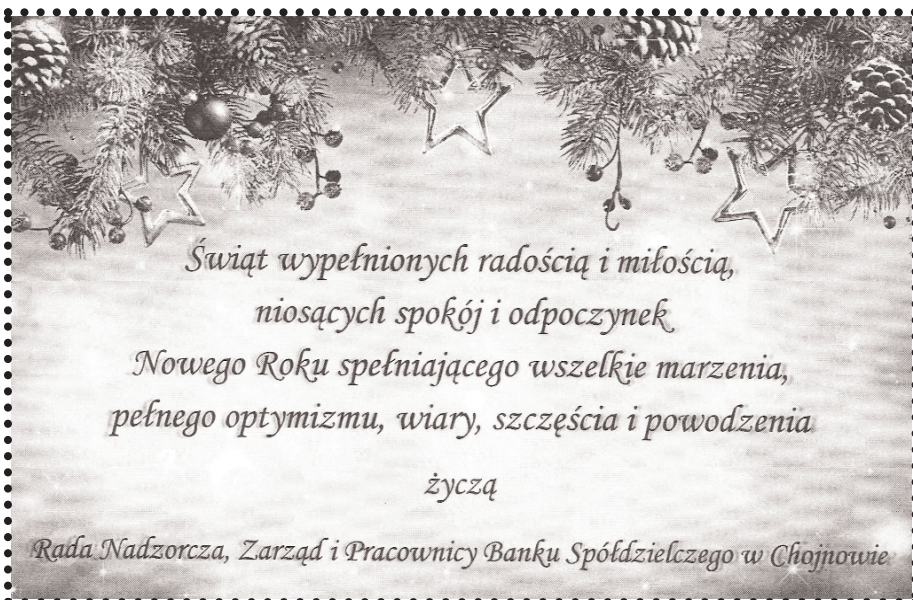 Świąt wypełnionych radością i miłością,
niosących spokój i odpoczynek
Nowego Roku spełniającego wszelkie marzenia,
pełnego optymizmu, wiary, szczęścia i powodzenia
życzą
Rada Nadzorcza, Zarząd i Pracownicy Banku Spółdzielczego w Chojnowie